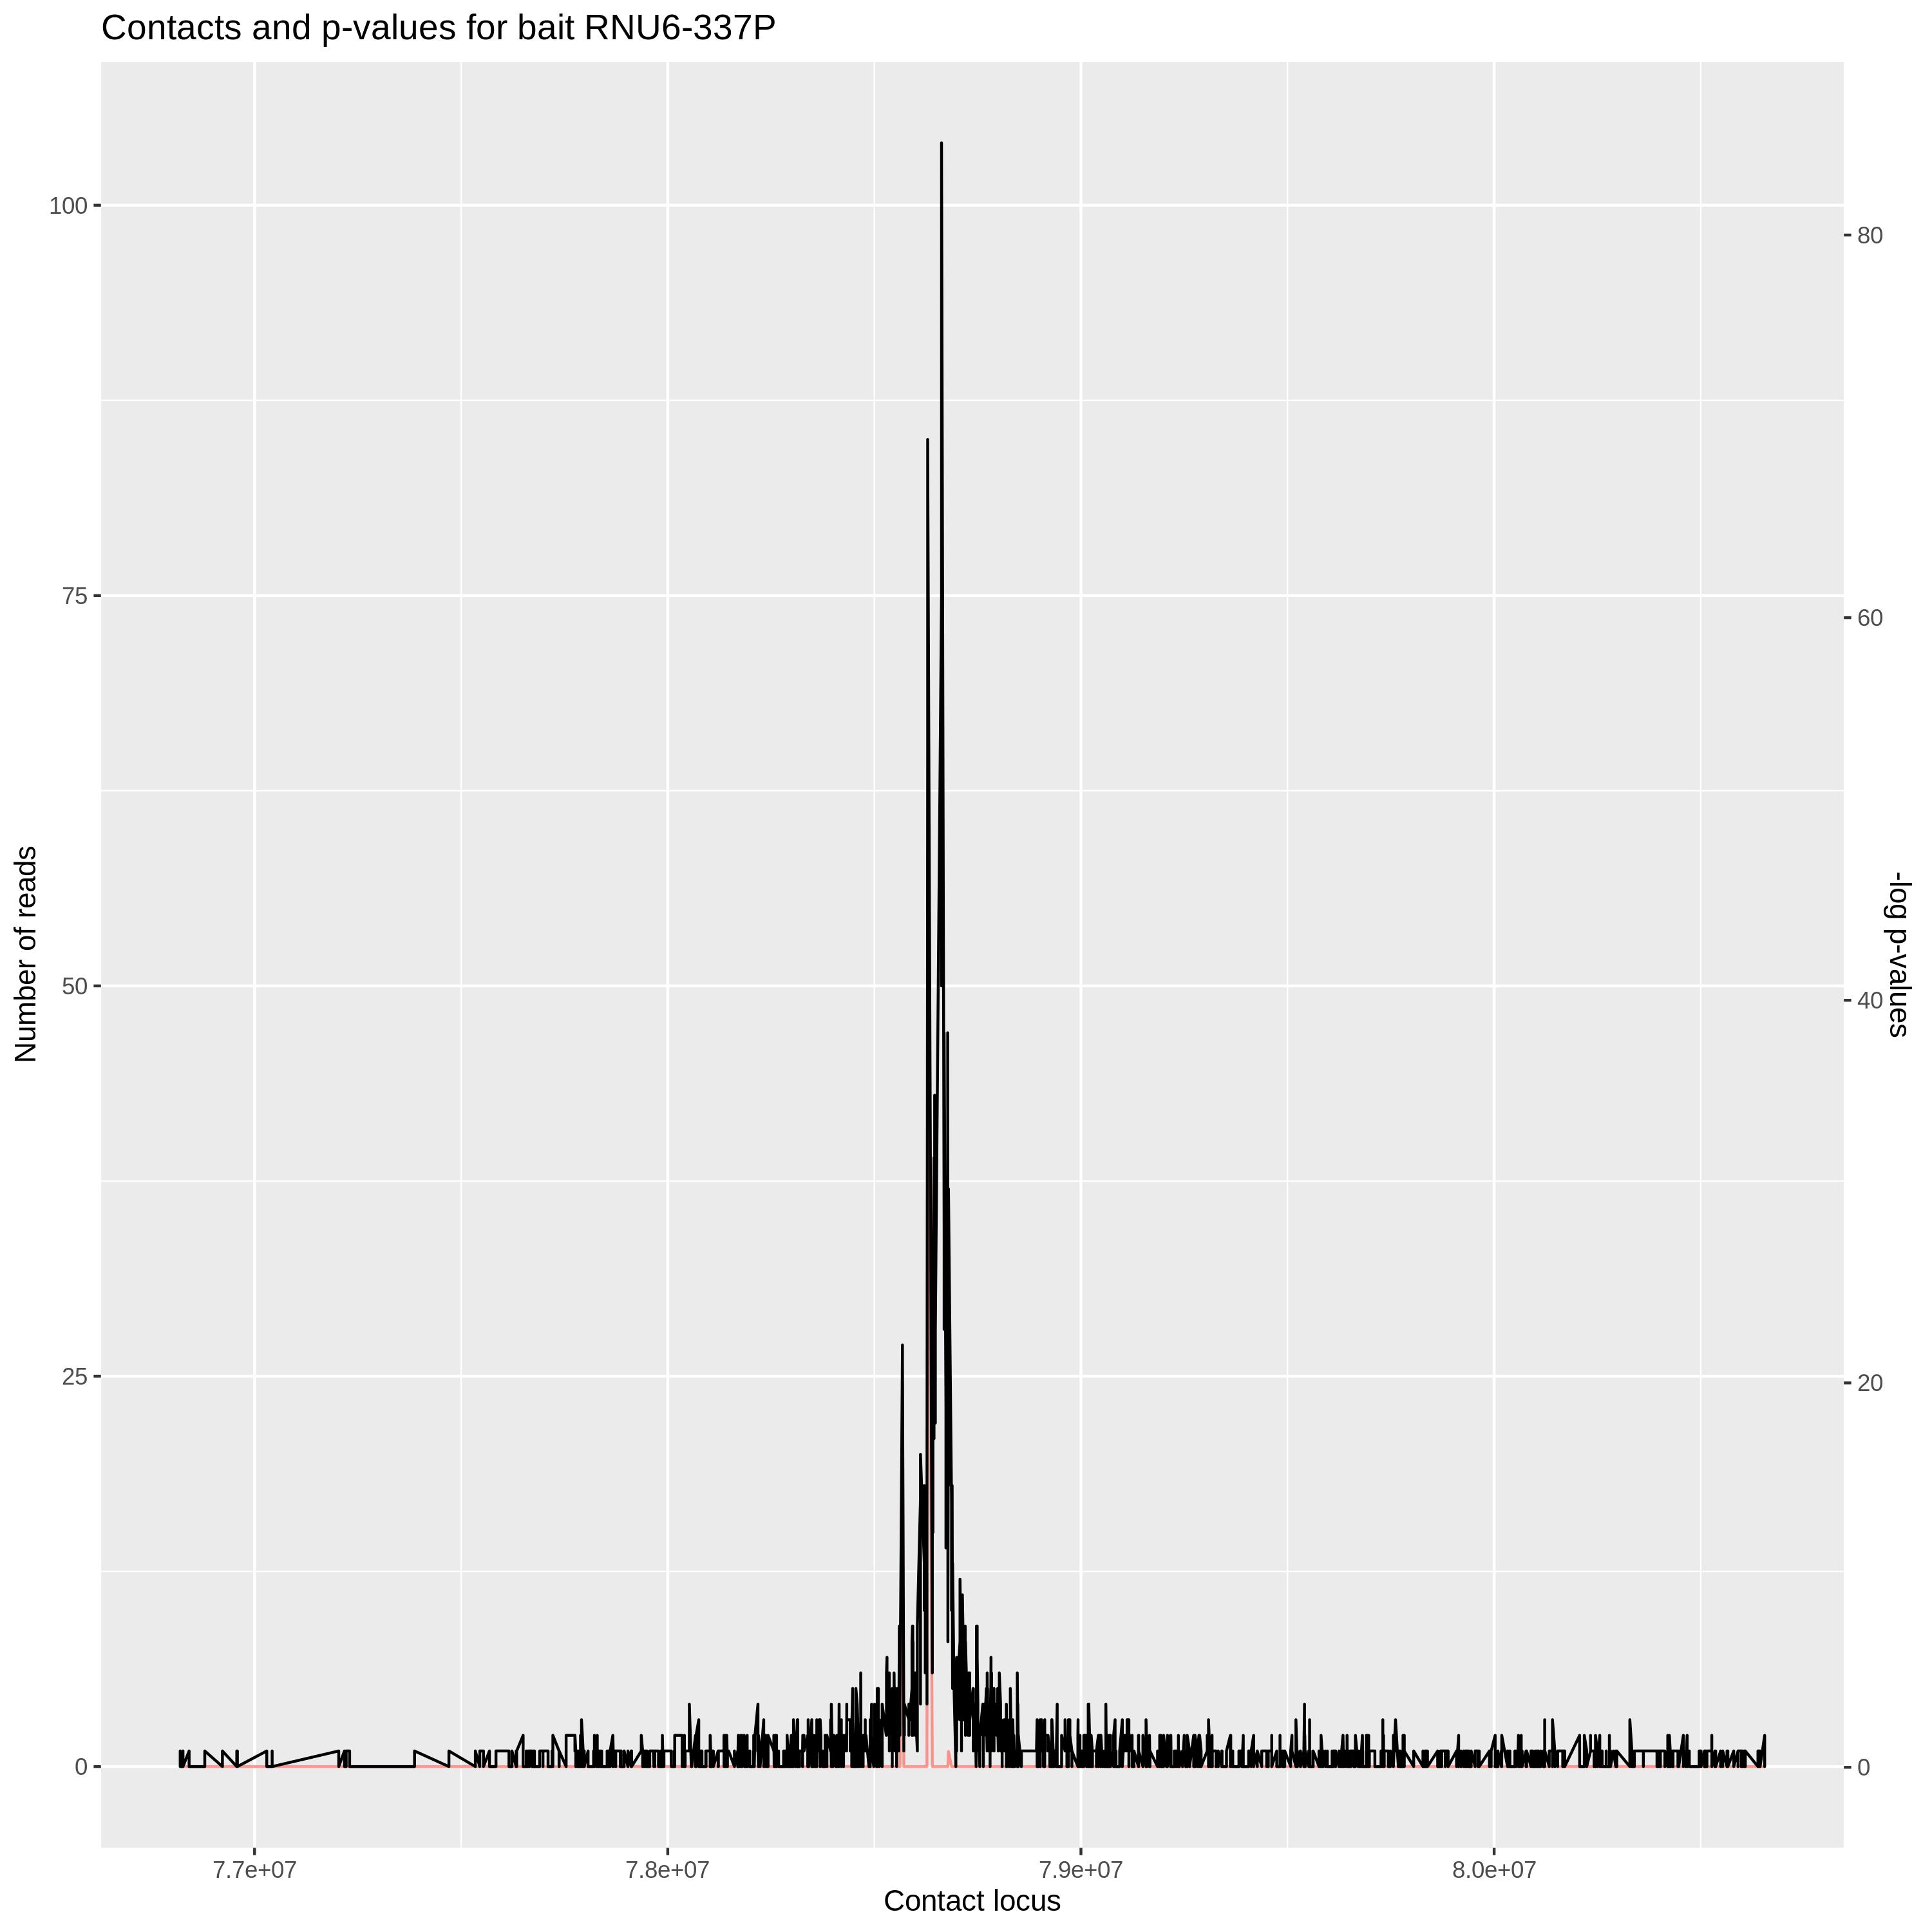 Contacts and p-values for bait RNU6-337P
100
75
50
25
0
Number of reads
80
60
40
20
0
-log p-values
7.7e+07
7.8e+07
7.9e+07
8.0e+07
Contact locus